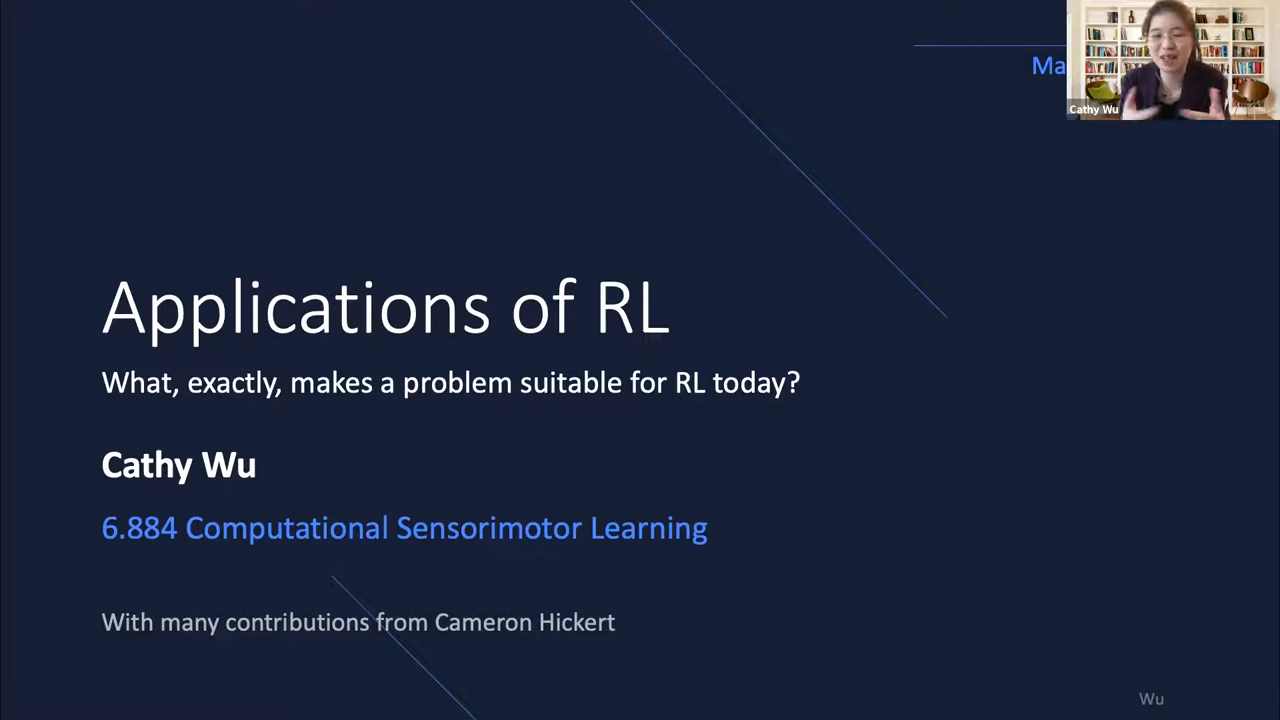 Ma
Cathy Wu
Applications of RL
What, exactly, makes a problem suitable for RL today?
Cathy Wu
6.884 Computational Sensorimotor Learning
With many contributions from Cameron Hickert
Wu